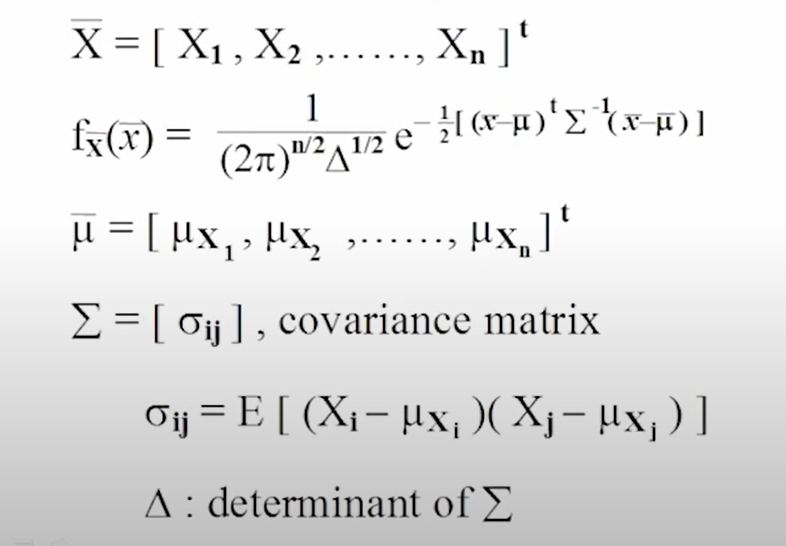 X̅ = [ X₁ , X₂ ,……, Xₙ ]ᵗ
f_X̅(x̅) = 1 / (2π)^n/2 Δ^1/2 e^–½[ (x̅–μ)^t Σ^-1 (x̅–μ̅) ]
μ̅ = [ μ_X₁ , μ_X₂ ,……, μ_Xₙ ]ᵗ
Σ = [ σᵢⱼ ] , covariance matrix
σᵢⱼ = E [ (Xᵢ – μ_Xᵢ )( Xⱼ – μ_Xⱼ ) ]
Δ : determinant of Σ